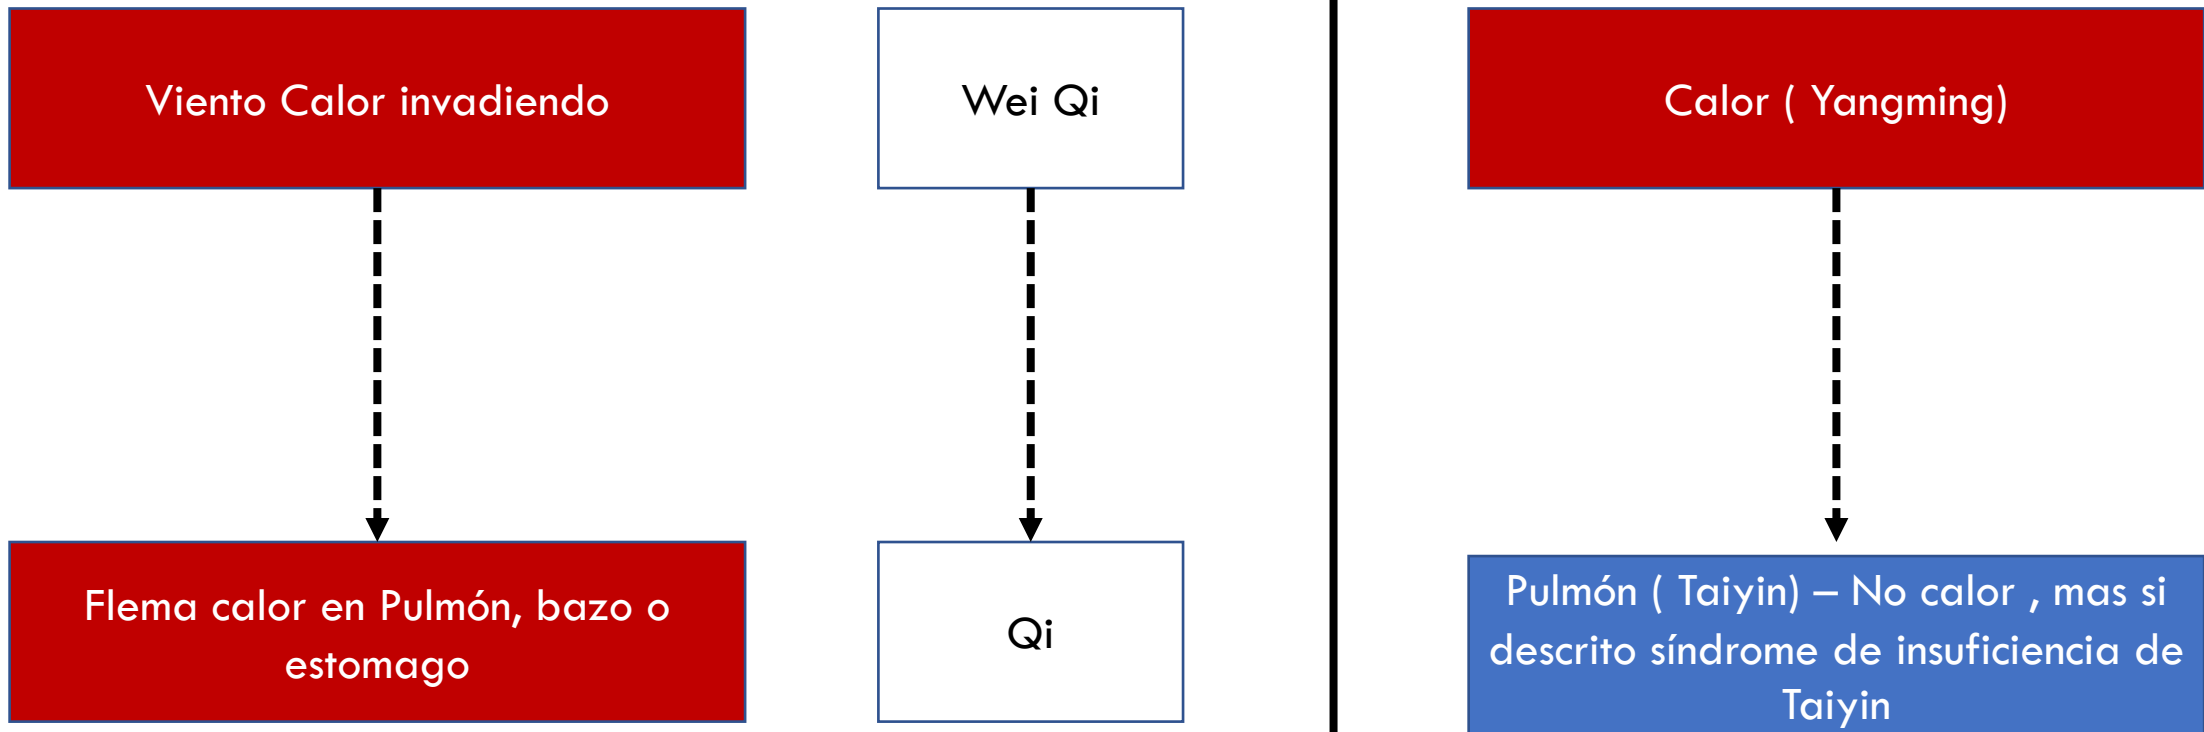 Viento Calor invadiendo
Wei Qi
Calor ( Yangming)
Flema calor en Pulmón, bazo o
estomago
Qi
Pulmón ( Taiyin) – No calor , mas si
descrito síndrome de insuficiencia de
Taiyin